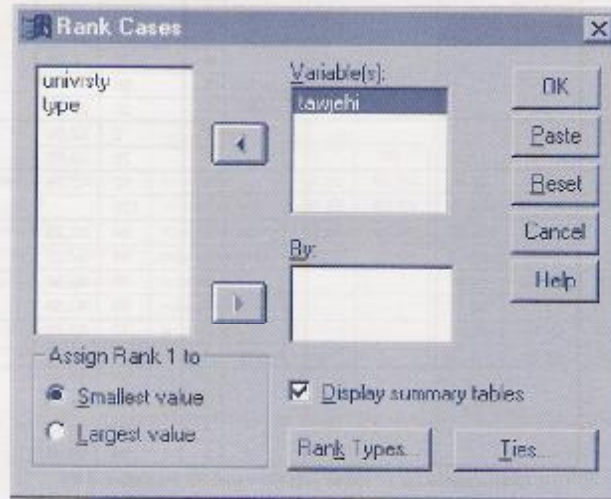 Rank Cases
univrsty
type
Variable(s):
tawjehi
OK
Paste
Reset
Cancel
Help
By:
Assign Rank 1 to
Smallest value
Largest value
Display summary tables
Rank Types...
Ties...